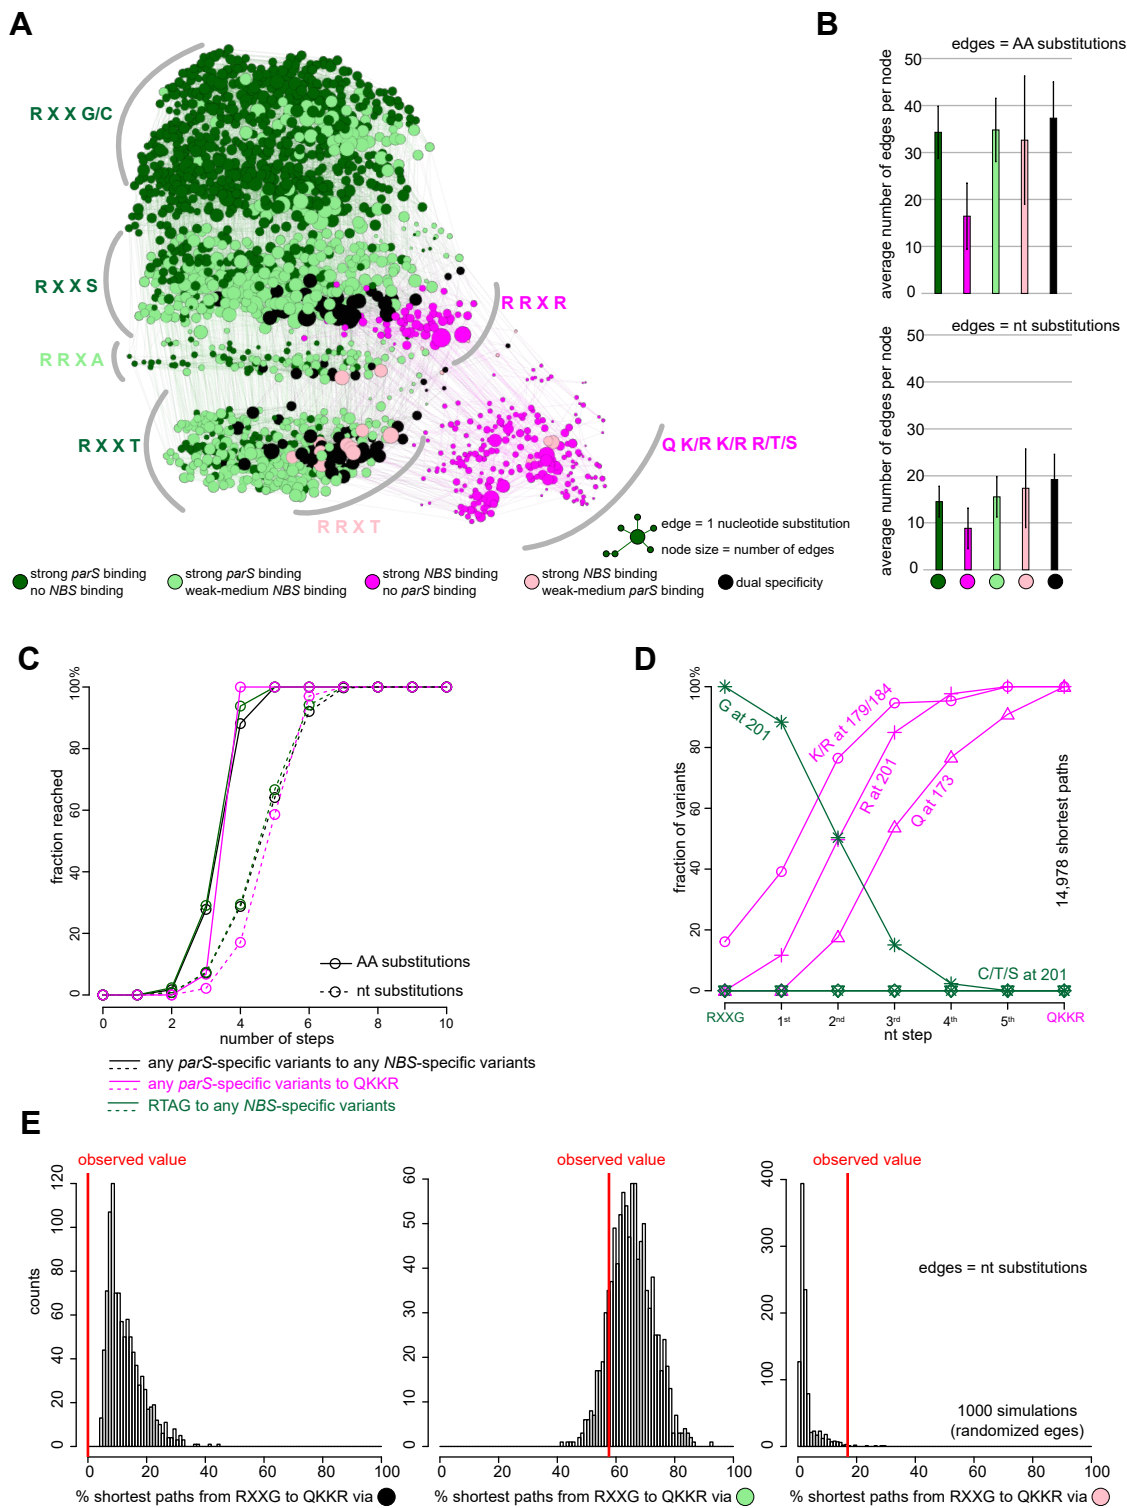 A
R X X G/C
R X X S
R R X A
R X X T
R R X R
Q K/R K/R R/T/S
R R X T
edge = 1 nucleotide substitution
node size = number of edges
strong parS binding
no NBS binding
strong parS binding
weak-medium NBS binding
strong NBS binding
no parS binding
strong NBS binding
weak-medium parS binding
dual specificity
B
edges = AA substitutions
average number of edges per node
50
40
30
20
10
0
edges = nt substitutions
average number of edges per node
50
40
30
20
10
0
C
fraction reached
100%
80
60
40
20
0
AA substitutions
nt substitutions
0 2 4 6 8 10
number of steps
any parS-specific variants to any NBS-specific variants
any parS-specific variants to QKKR
RTAG to any NBS-specific variants
D
fraction of variants
100%
80
60
40
20
0
G at 201
K/R at 179/184
R at 201
Q at 173
C/T/S at 201
14,978 shortest paths
RXXG 1st 2nd 3rd 4th 5th QKKR
nt step
E
observed value
counts
120
100
80
60
40
20
0
0 20 40 60 80 100
% shortest paths from RXXG to QKKR via
observed value
60
50
40
30
20
10
0
0 20 40 60 80 100
% shortest paths from RXXG to QKKR via
observed value
400
300
200
100
0
edges = nt substitutions
1000 simulations
(randomized eges)
0 20 40 60 80 100
% shortest paths from RXXG to QKKR via